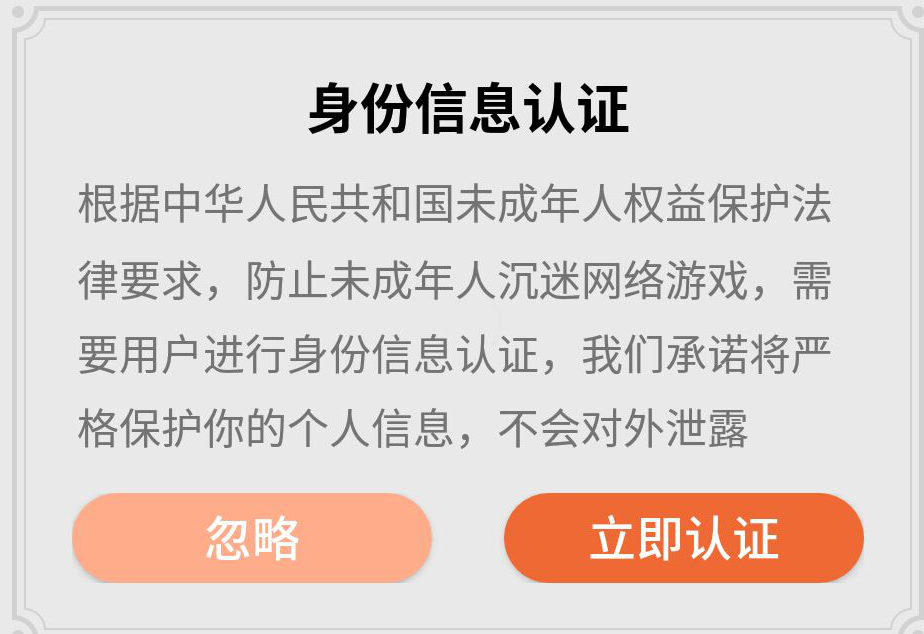 身份信息认证
根据中华人民共和国未成年人权益保护法
律要求，防止未成年人沉迷网络游戏，需
要用户进行身份信息认证，我们承诺将严
格保护你的个人信息，不会对外泄露
忽略
立即认证